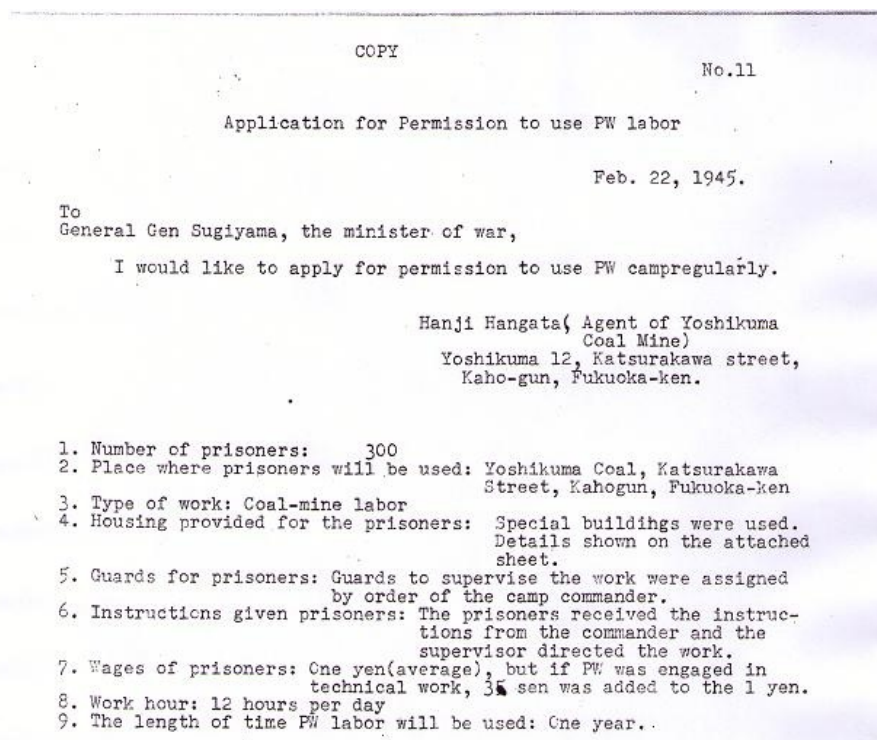 COPY
No.11
Application for Permission to use PW labor
Feb. 22, 1945.
To
General Gen Sugiyama, the minister of war,
I would like to apply for permission to use PW campregularly.
Hanji Hangata( Agent of Yoshikuma
Coal Mine)
Yoshikuma 12, Katsurakawa street,
Kaho-gun, Fukuoka-ken.
1. Number of prisoners: 300
2. Place where prisoners will be used: Yoshikuma Coal, Katsurakawa
Street, Kahogun, Fukuoka-ken
3. Type of work: Coal-mine labor
4. Housing provided for the prisoners: Special buildihgs were used.
Details shown on the attached
sheet.
5. Guards for prisoners: Guards to supervise the work were assigned
by order of the camp commander.
6. Instructions given prisoners: The prisoners received the instruc-
tions from the commander and the
supervisor directed the work.
7. Wages of prisoners: One yen(average), but if PW was engaged in
technical work, sen was added to the 1 yen.
8. Work hour: 12 hours per day
9. The length of time PW labor will be used: One year..